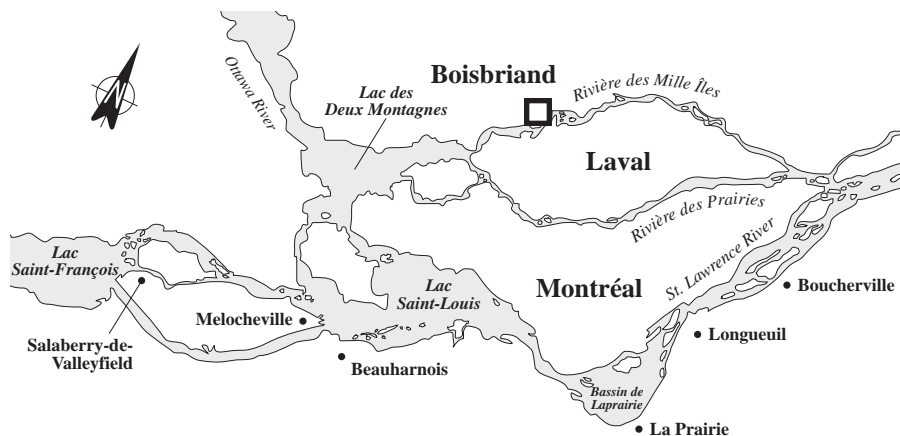 Ottawa River
Boisbriand
Rivière des Mille Îles
Lac des
Deux Montagnes
N
Laval
Rivière des Prairies
Lac
Saint-François
Lac
Saint-Louis
Montréal
St. Lawrence River
Boucherville
Melocheville
Longueuil
Salaberry-de-
Valleyfield
Beauharnois
Bassin de
Laprairie
La Prairie